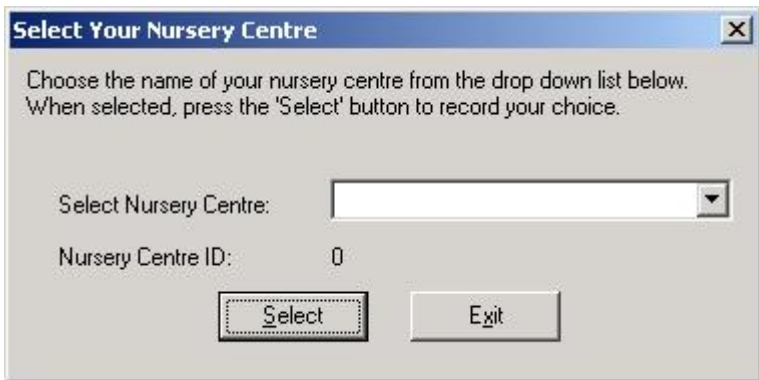 Select Your Nursery Centre
Choose the name of your nursery centre from the drop down list below.
When selected, press the 'Select' button to record your choice.
Select Nursery Centre:
Nursery Centre ID: 0
Select Exit